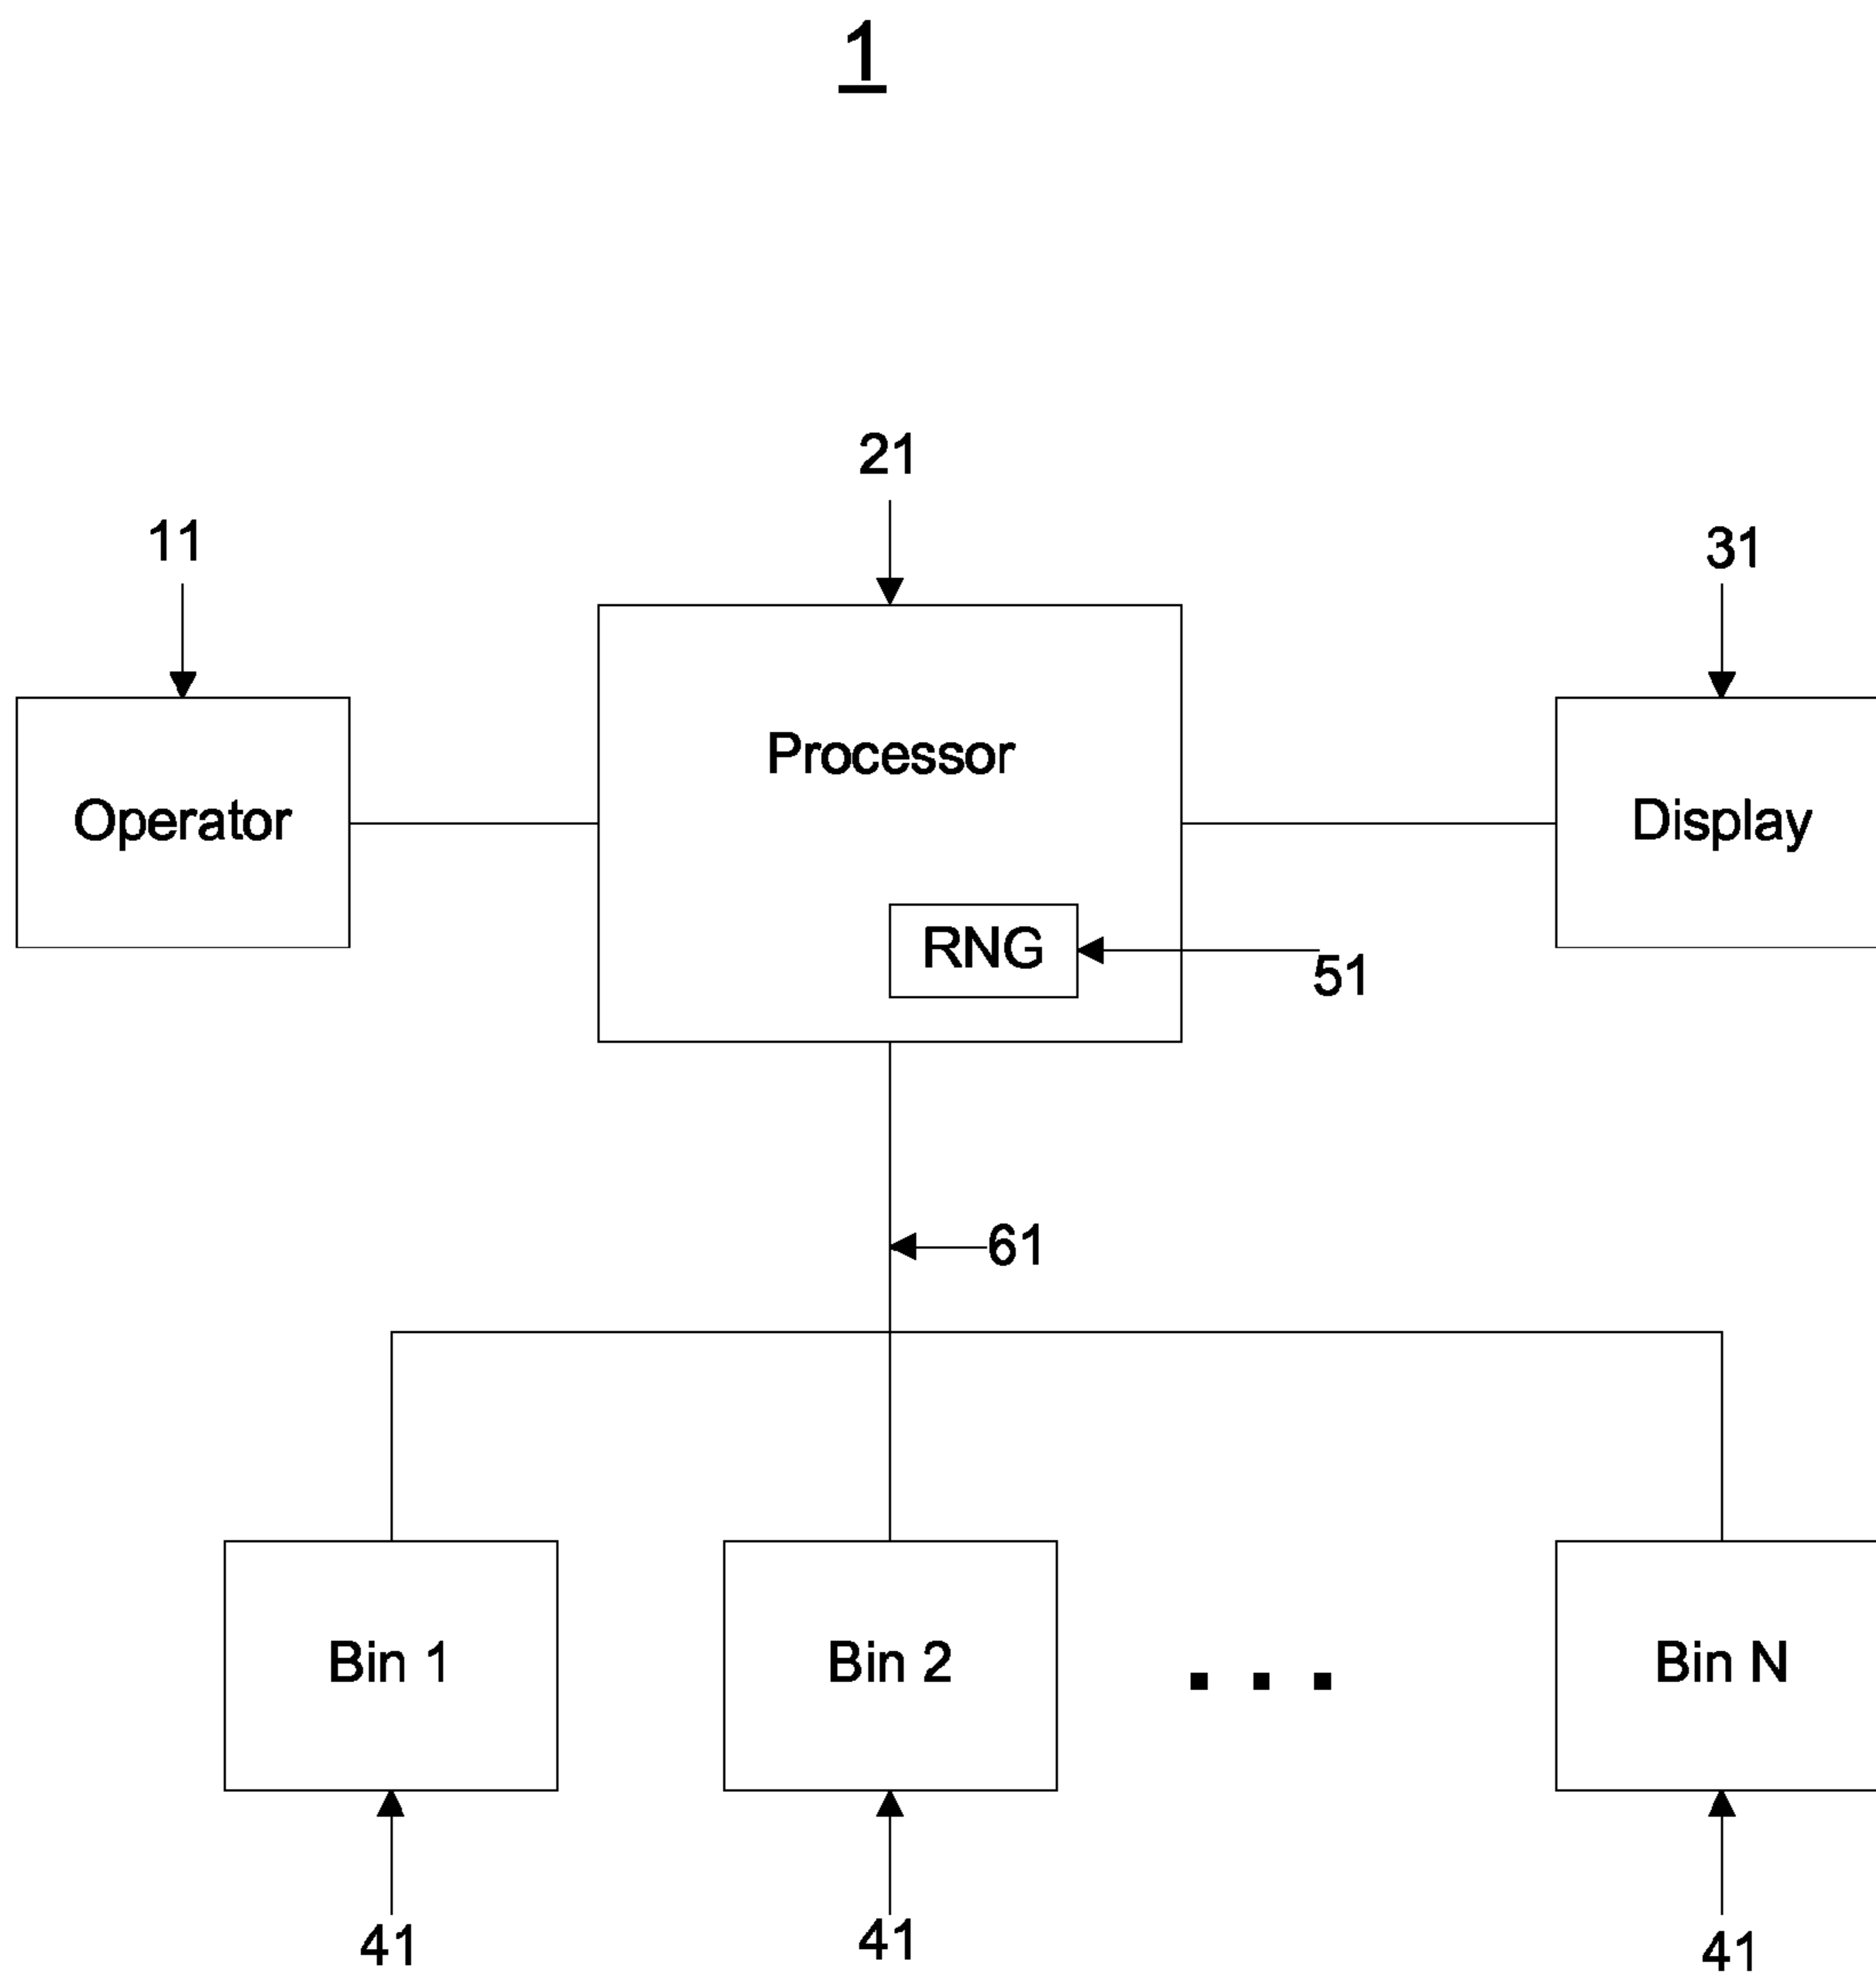 1
21
11
31
Processor
Operator
Display
RNG
51
61
Bin 1
Bin 2
. . .
Bin N
41
41
41